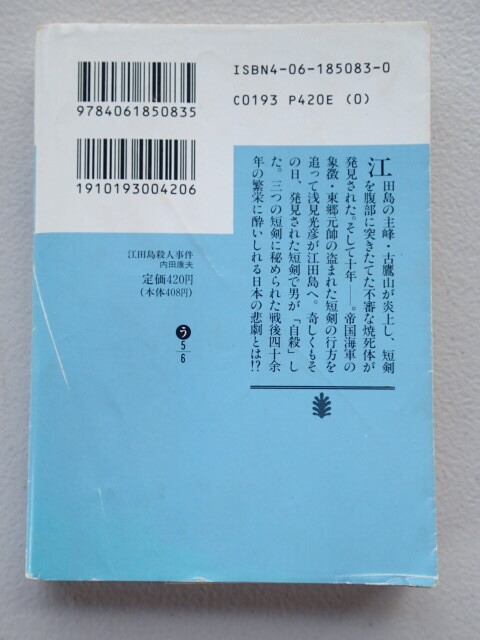 ISBN4-06-185083-0
C0193 P420E (0)
9784061850835
1910193004206
江田島の主峰・古鷹山が炎上し、短剣
を腹部に突きたてた不審な焼死体が
発見された。そして十年――。帝国海軍の
象徴・東郷元帥の盗まれた短剣の行方を
追って浅見光彦が江田島へ。奇しくもそ
の日、発見された短剣で男が「自殺」し
た。三つの短剣に秘められた戦後四十余
年の繁栄に酔いしれる日本の悲劇とは!?
江田島殺人事件
内田康夫
定価420円
(本体408円)
う
5
6